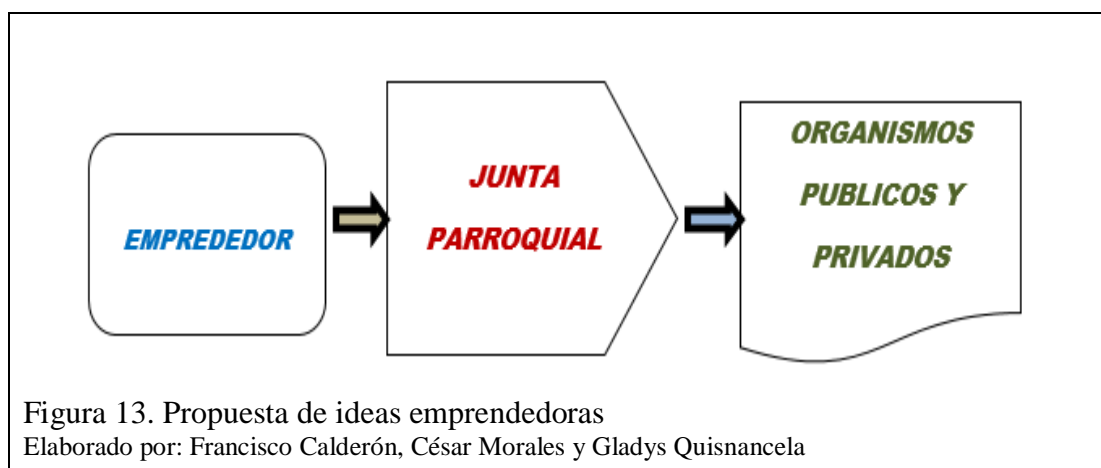 EMPREDEDOR
JUNTA
PARROQUIAL
ORGANISMOS
PUBLICOS Y
PRIVADOS
Figura 13. Propuesta de ideas emprendedoras
Elaborado por: Francisco Calderón, César Morales y Gladys Quisnancela